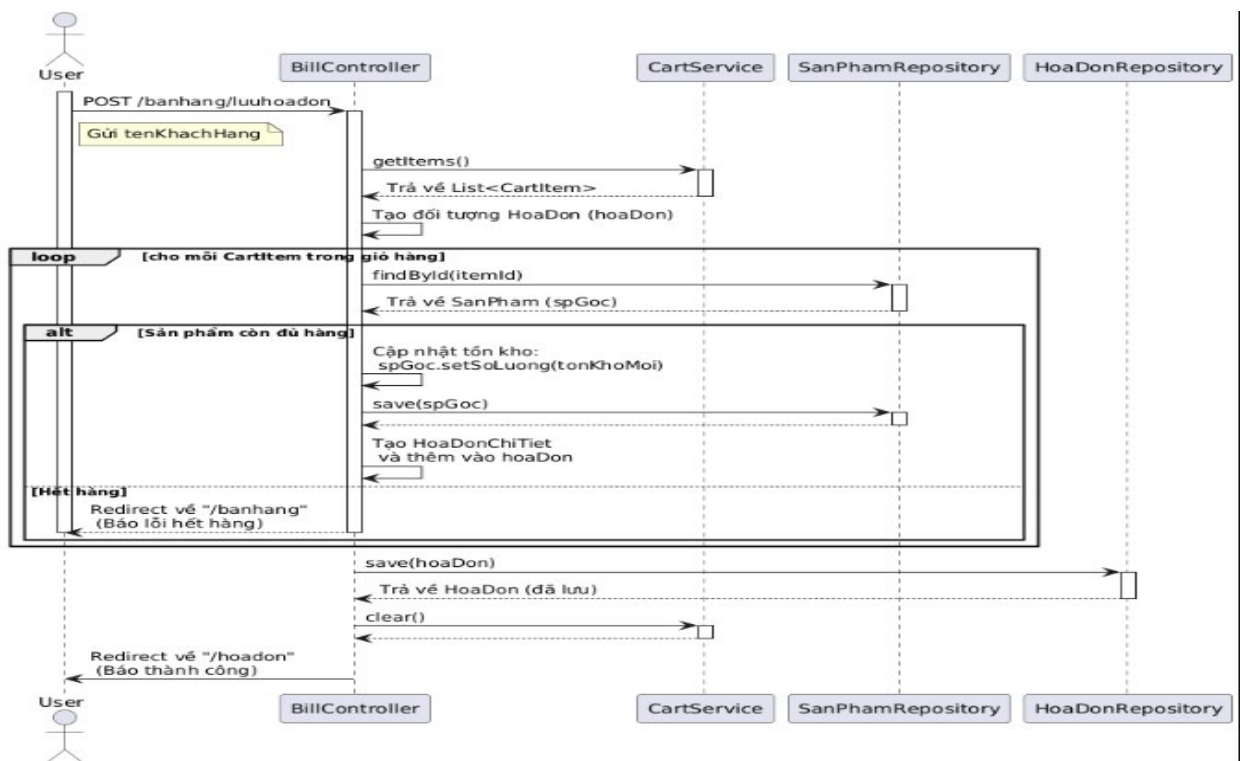 User
BillController
CartService
SanPhamRepository
HoaDonRepository
POST /banhang/luuhoadon
Gửi tenKhachHang
getItems()
Trả về List<CartItem>
Tạo đối tượng HoaDon (hoaDon)
loop
[cho mỗi CartItem trong giỏ hàng]
findById(itemId)
Trả về SanPham (spGoc)
alt
[Sản phẩm còn đủ hàng]
Cập nhật tồn kho:
spGoc.setSoLuong(tonKhoMoi)
save(spGoc)
Tạo HoaDonChiTiet
và thêm vào hoaDon
[Hết hàng]
Redirect về "/banhang"
(Báo lỗi hết hàng)
save(hoaDon)
Trả về HoaDon (đã lưu)
clear()
Redirect về "/hoadon"
(Báo thành công)
User
BillController
CartService
SanPhamRepository
HoaDonRepository